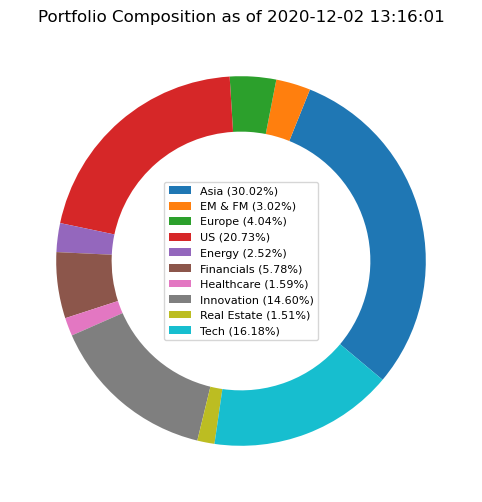 Portfolio Composition as of 2020-12-02 13:16:01
Asia (30.02%)
EM & FM (3.02%)
Europe (4.04%)
US (20.73%)
Energy (2.52%)
Financials (5.78%)
Healthcare (1.59%)
Innovation (14.60%)
Real Estate (1.51%)
Tech (16.18%)